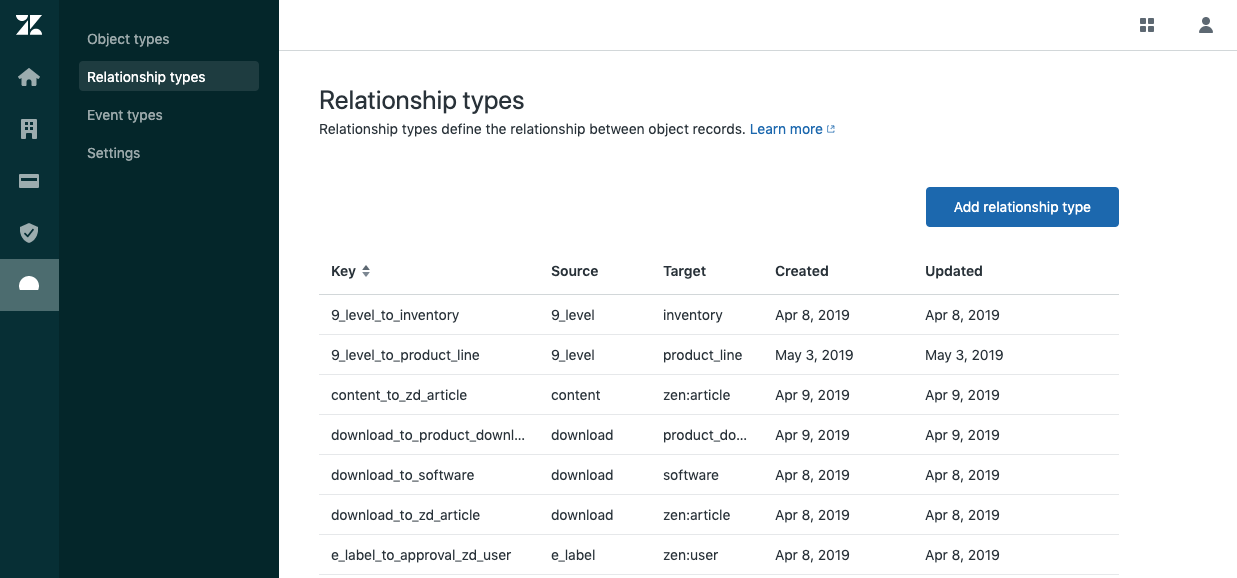 Object types
Relationship types
Event types
Settings
Relationship types
Relationship types define the relationship between object records. Learn more
Add relationship type
Key Source Target Created Updated
9_level_to_inventory 9_level inventory Apr 8, 2019 Apr 8, 2019
9_level_to_product_line 9_level product_line May 3, 2019 May 3, 2019
content_to_zd_article content zen:article Apr 9, 2019 Apr 9, 2019
download_to_product_downl... download product_do... Apr 9, 2019 Apr 9, 2019
download_to_software download software Apr 8, 2019 Apr 8, 2019
download_to_zd_article download zen:article Apr 8, 2019 Apr 8, 2019
e_label_to_approval_zd_user e_label zen:user Apr 8, 2019 Apr 8, 2019